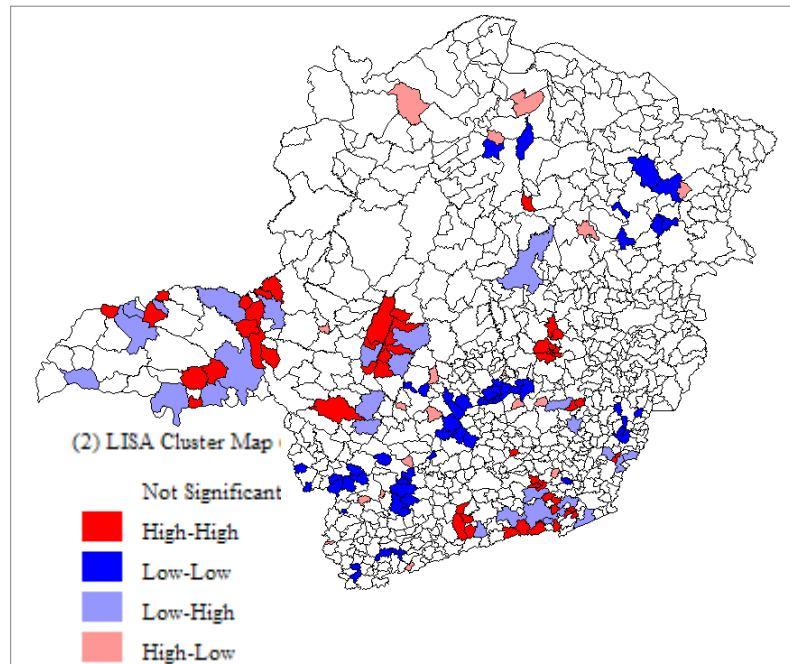 (2) LISA Cluster Map (
Not Significant
High-High
Low-Low
Low-High
High-Low